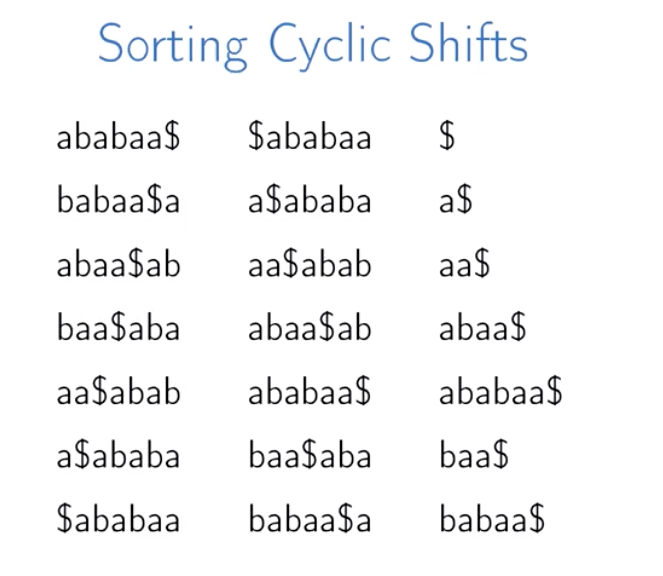 Sorting Cyclic Shifts
ababaa$ $ababaa $
babaa$a a$ababa a$
abaa$ab aa$abab aa$
baa$aba abaa$ab abaa$
aa$abab ababaa$ ababaa$
a$ababa baa$aba baa$
$ababaa babaa$a babaa$